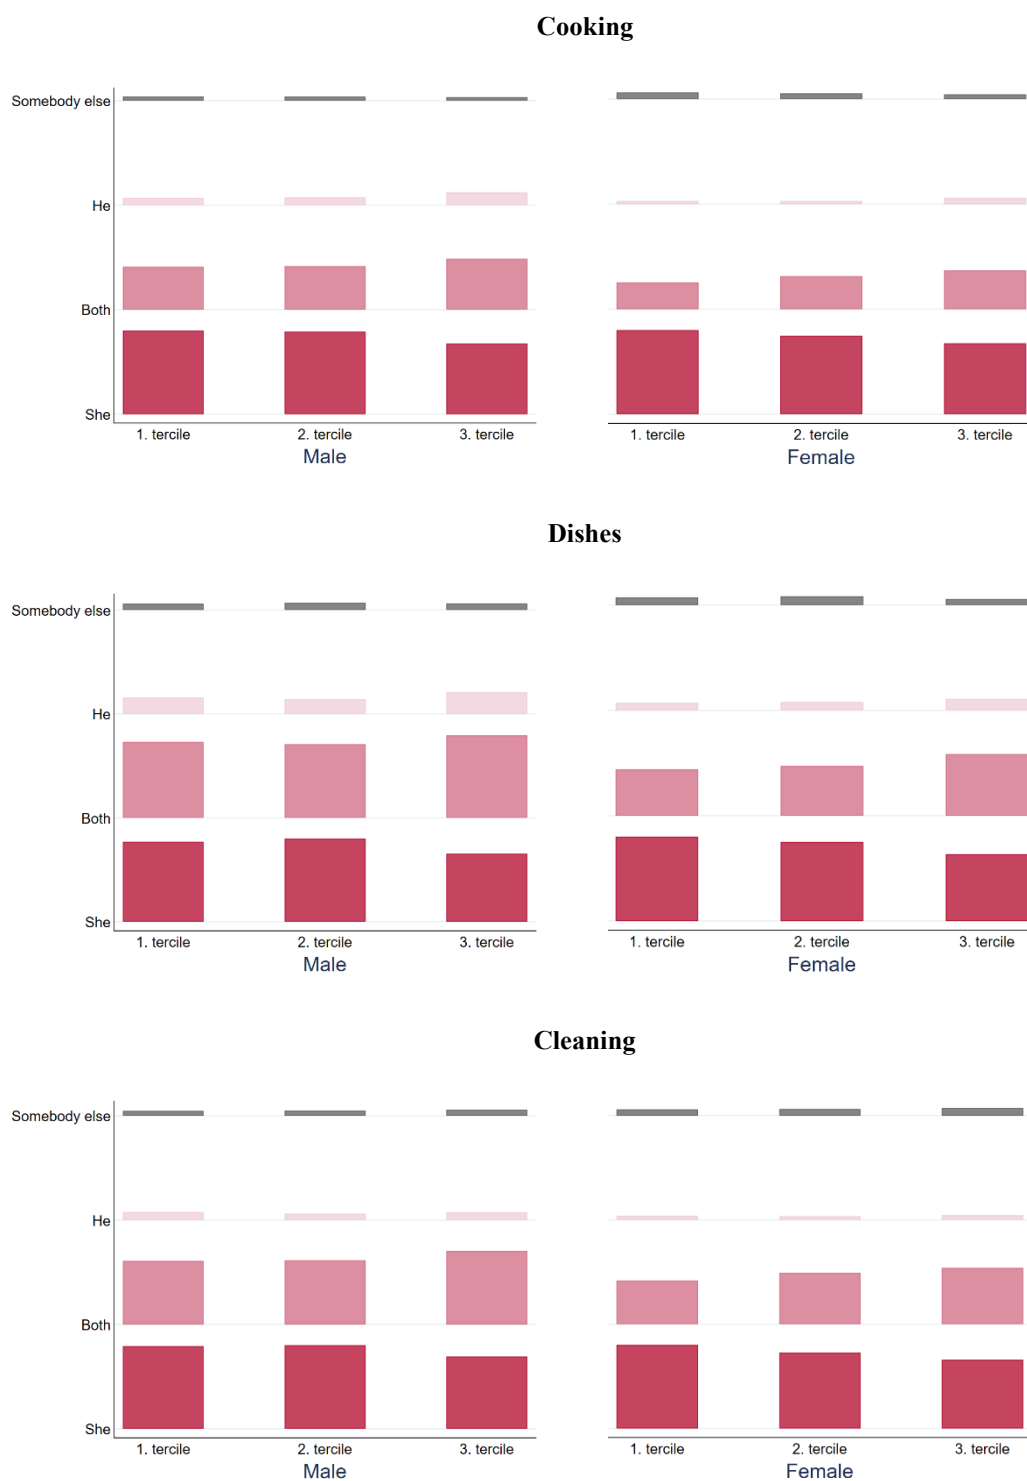 Cooking
Somebody else
He
Both
She
1. tercile 2. tercile 3. tercile 1. tercile 2. tercile 3. tercile
Male Female
Dishes
Somebody else
He
Both
She
1. tercile 2. tercile 3. tercile 1. tercile 2. tercile 3. tercile
Male Female
Cleaning
Somebody else
He
Both
She
1. tercile 2. tercile 3. tercile 1. tercile 2. tercile 3. tercile
Male Female